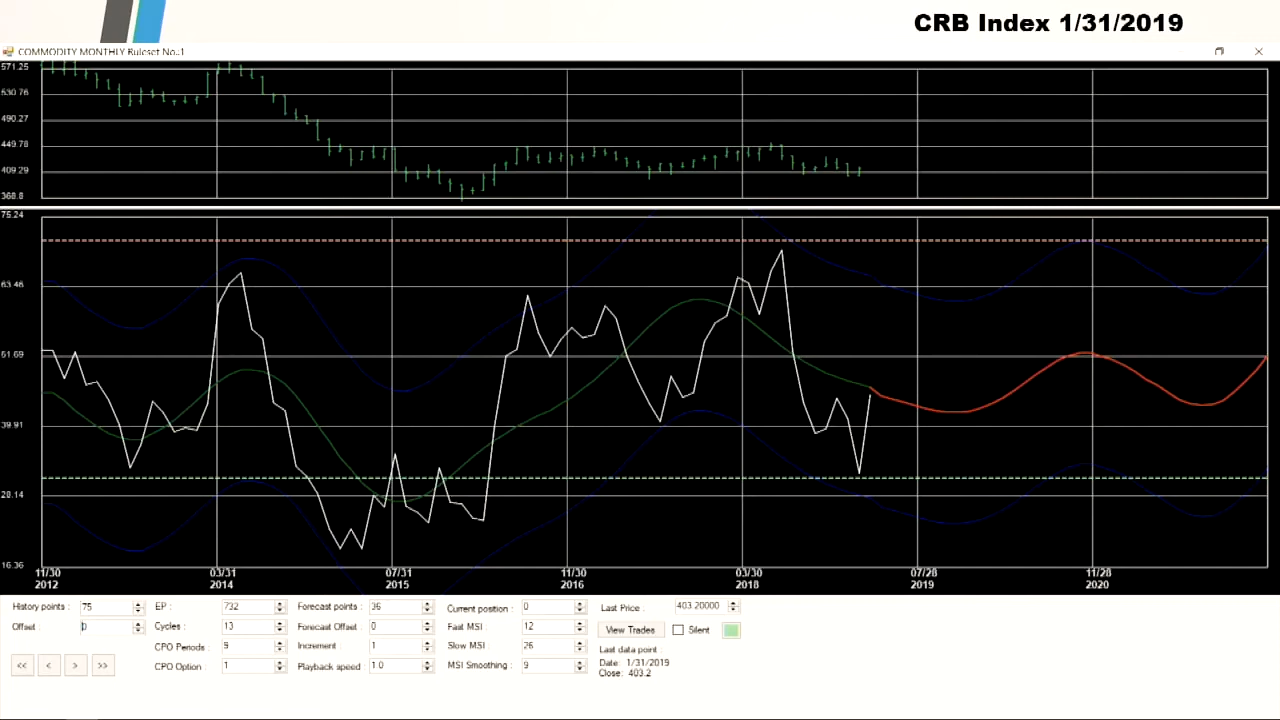 CRB Index 1/31/2019
COMMODITY MONTHLY Ruleset No.:1
571.25
530.76
490.27
449.78
409.29
368.8
75.24
63.46
51.69
39.91
28.14
16.36
11/30 03/31 07/31 11/30 03/30 07/28 11/28
2012 2014 2015 2016 2018 2019 2020
History points : 75 EP : 732 Forecast points : 36 Current position : 0 Last Price : 403.20000
Offset 0 Cycles : 13 Forecast Offset 0 Fast MSI : 12 View Trades Silent
CPO Periods : 9 Increment : 1 Slow MSI : 26 Last data point :
<< < > >> CPO Option : 1 Playback speed : 1.0 MSI Smoothing : 9 Date: 1/31/2019
Close: 403.2